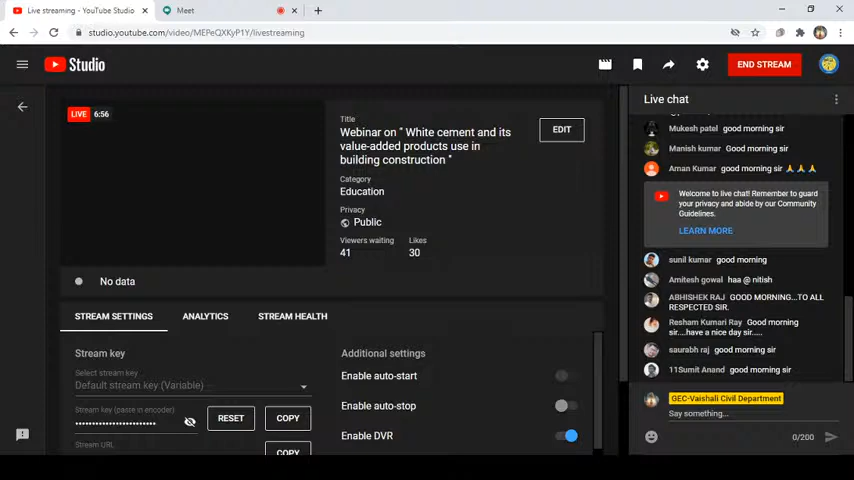 Live streaming - YouTube Studio
Meet
studio.youtube.com/video/MEPeQXKyP1Y/livestreaming
Studio
END STREAM
LIVE 6:56
Title
Webinar on " White cement and its
value-added products use in
building construction "
EDIT
Category
Education
Privacy
Public
Viewers waiting
Likes
41
30
No data
STREAM SETTINGS
ANALYTICS
STREAM HEALTH
Stream key
Select stream key
Default stream key (Variable)
Stream key (paste in encoder)
RESET
COPY
Stream URL
COPY
Additional settings
Enable auto-start
Enable auto-stop
Enable DVR
Live chat
Mukesh patel good morning sir
Manish kumar Good morning sir
Aman Kumar good morning sir 🙏 🙏 🙏
Welcome to live chat! Remember to guard
your privacy and abide by our Community
Guidelines.
LEARN MORE
sunil kumar good morning
Amitesh gowal haa @ nitish
ABHISHEK RAJ GOOD MORNING...TO ALL
RESPECTED SIR.
Resham Kumari Ray Good morning
sir....have a nice day sir.....
saurabh raj good morning sir
11Sumit Anand good morning sir
GEC-Vaishali Civil Department
Say something...
0/200